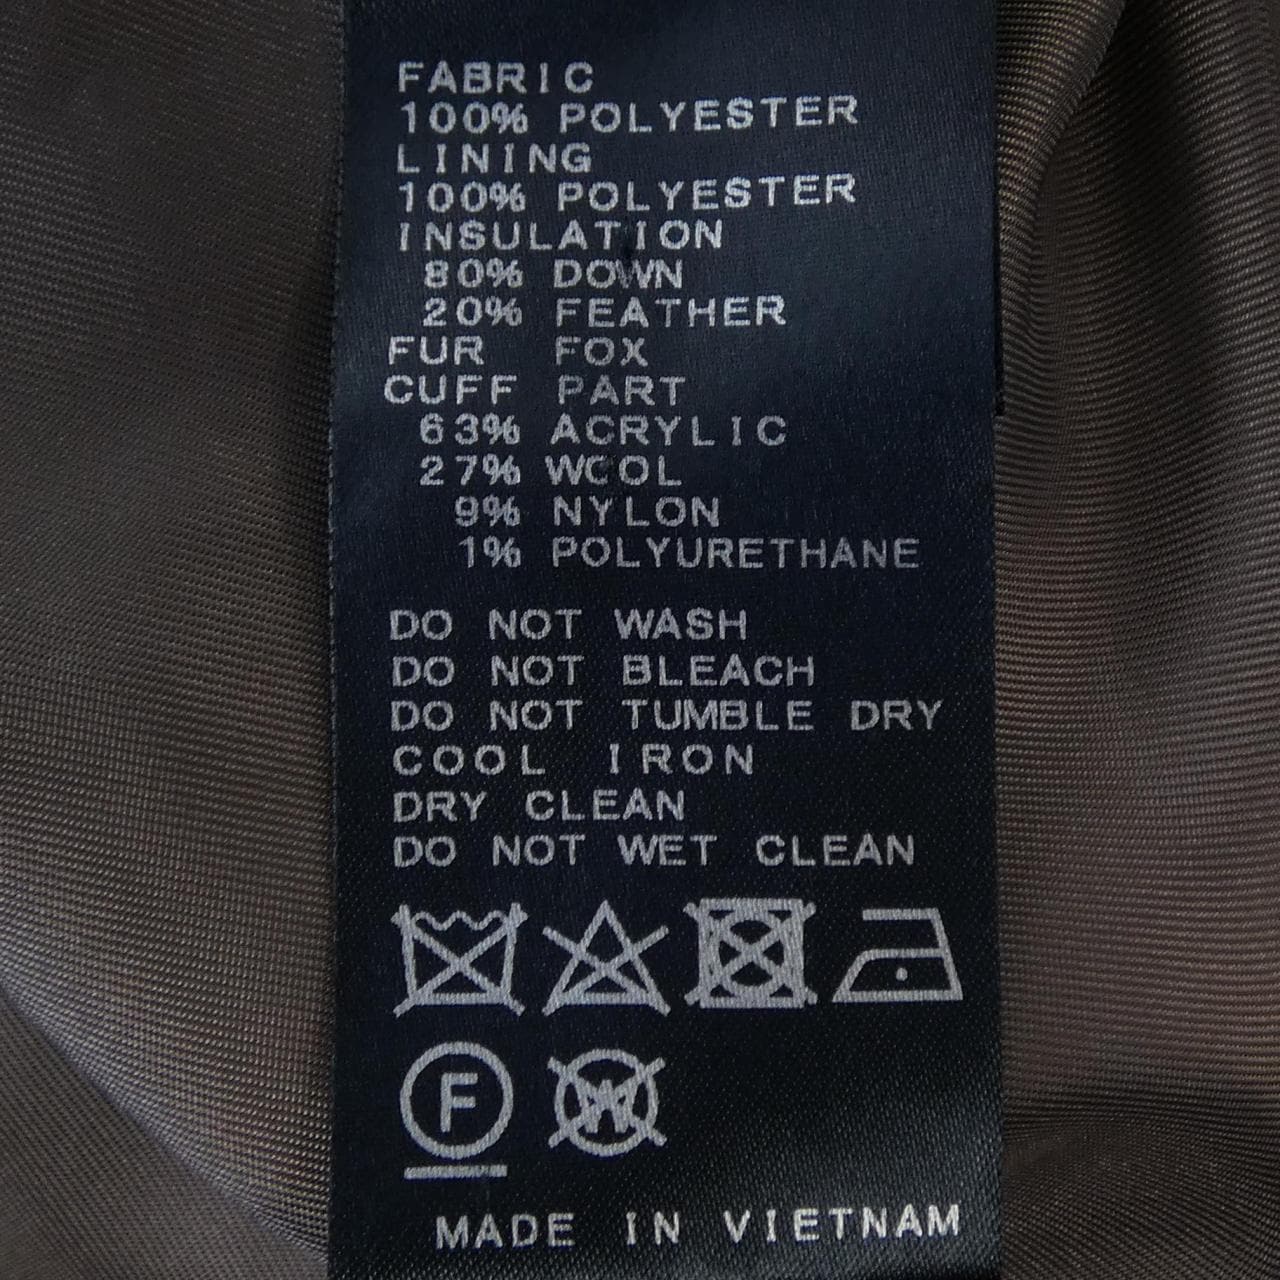 FABRIC
100% POLYESTER
LINING
100% POLYESTER
INSULATION
80% DOWN
20% FEATHER
FUR FOX
CUFF PART
63% ACRYLIC
27% WOOL
9% NYLON
1% POLYURETHANE
DO NOT WASH
DO NOT BLEACH
DO NOT TUMBLE DRY
COOL IRON
DRY CLEAN
DO NOT WET CLEAN
F W
MADE IN VIETNAM